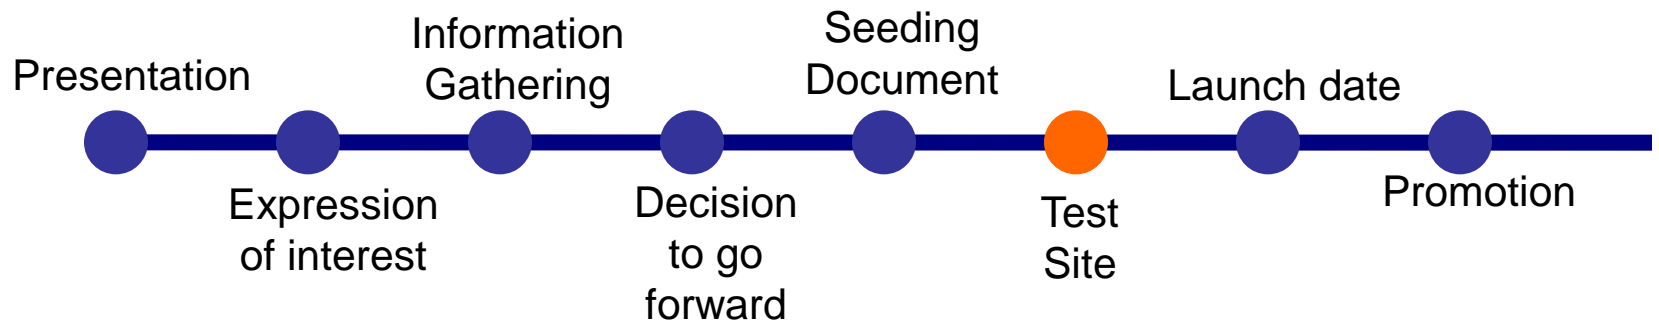 Presentation
Expression
of interest
Information
Gathering
Decision
to go
forward
Seeding
Document
Test
Site
Launch date
Promotion